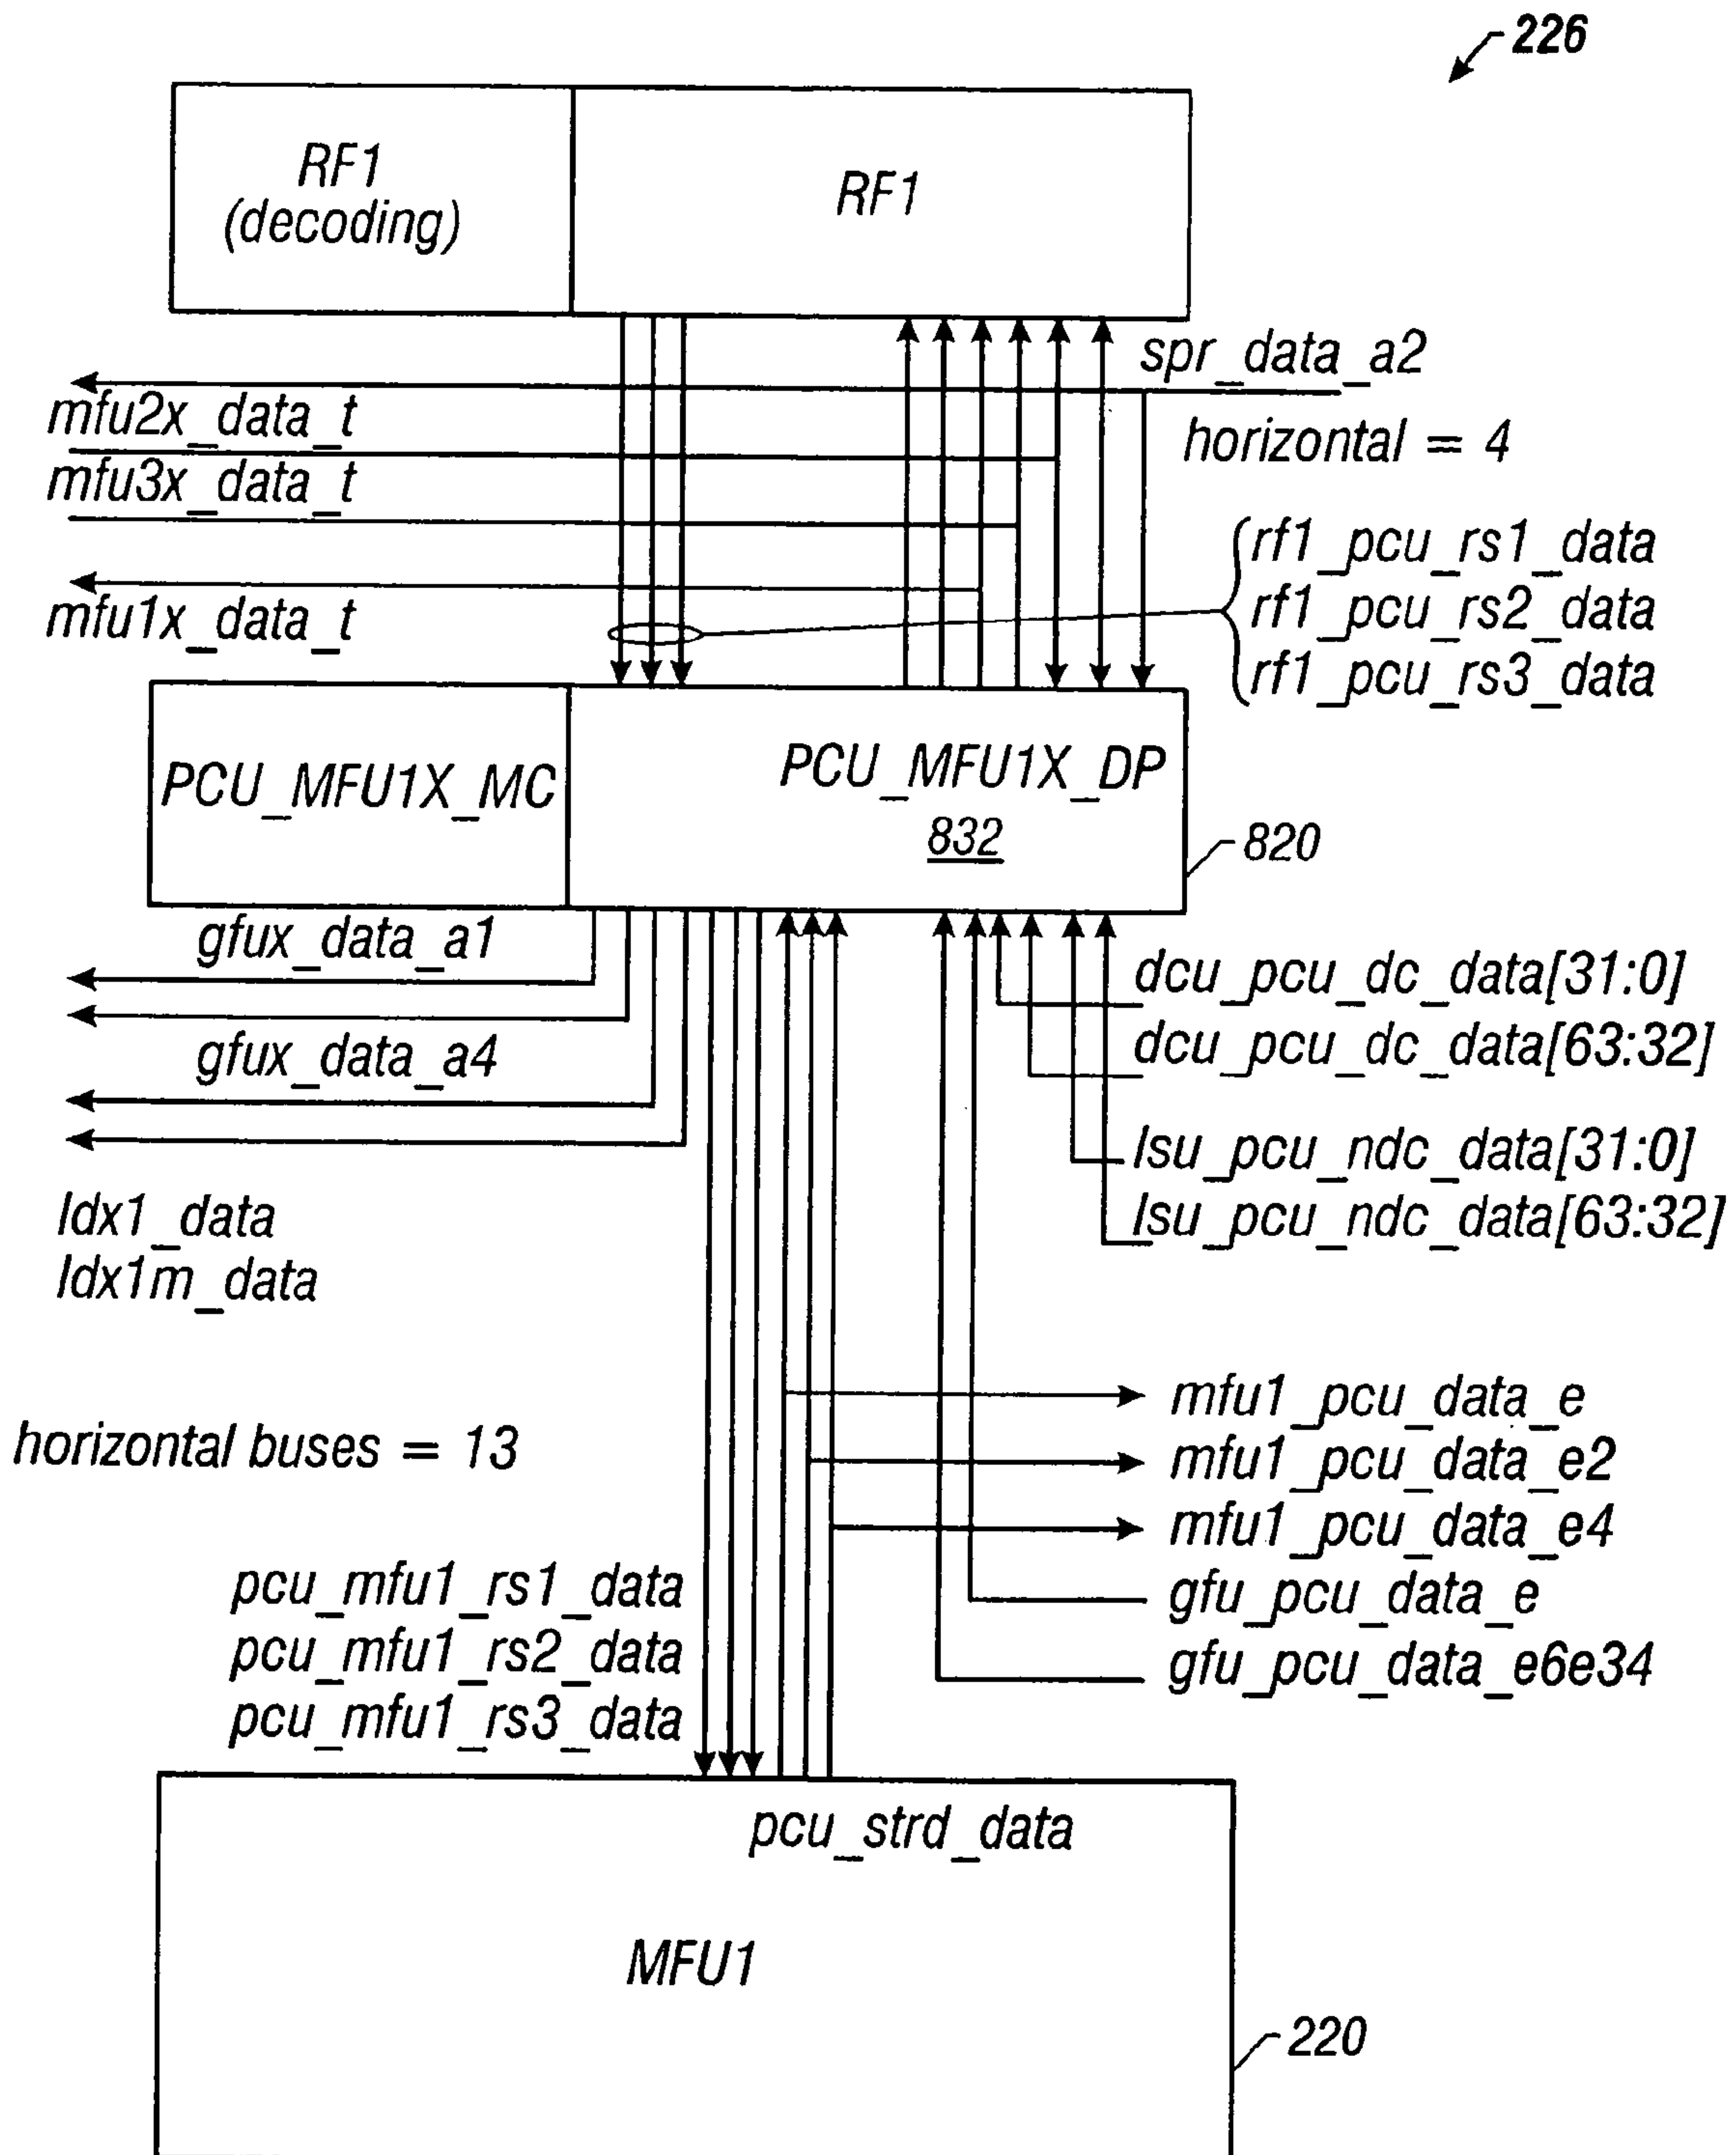 226
RF1
(decoding)
RF1
spr_data_a2
mfu2x_data_t
horizontal = 4
mfu3x_data_t
rf1_pcu_rs1_data
mfu1x_data_t
rf1_pcu_rs2_data
rf1_pcu_rs3_data
PCU_MFU1X_MC
PCU_MFU1X_DP
832
820
gfux_data_a1
dcu_pcu_dc_data[31:0]
gfux_data_a4
dcu_pcu_dc_data[63:32]
lsu_pcu_ndc_data[31:0]
ldx1_data
lsu_pcu_ndc_data[63:32]
ldx1m_data
mfu1_pcu_data_e
horizontal buses = 13
mfu1_pcu_data_e2
mfu1_pcu_data_e4
pcu_mfu1_rs1_data
gfu_pcu_data_e
pcu_mfu1_rs2_data
gfu_pcu_data_e6e34
pcu_mfu1_rs3_data
pcu_strd_data
MFU1
220